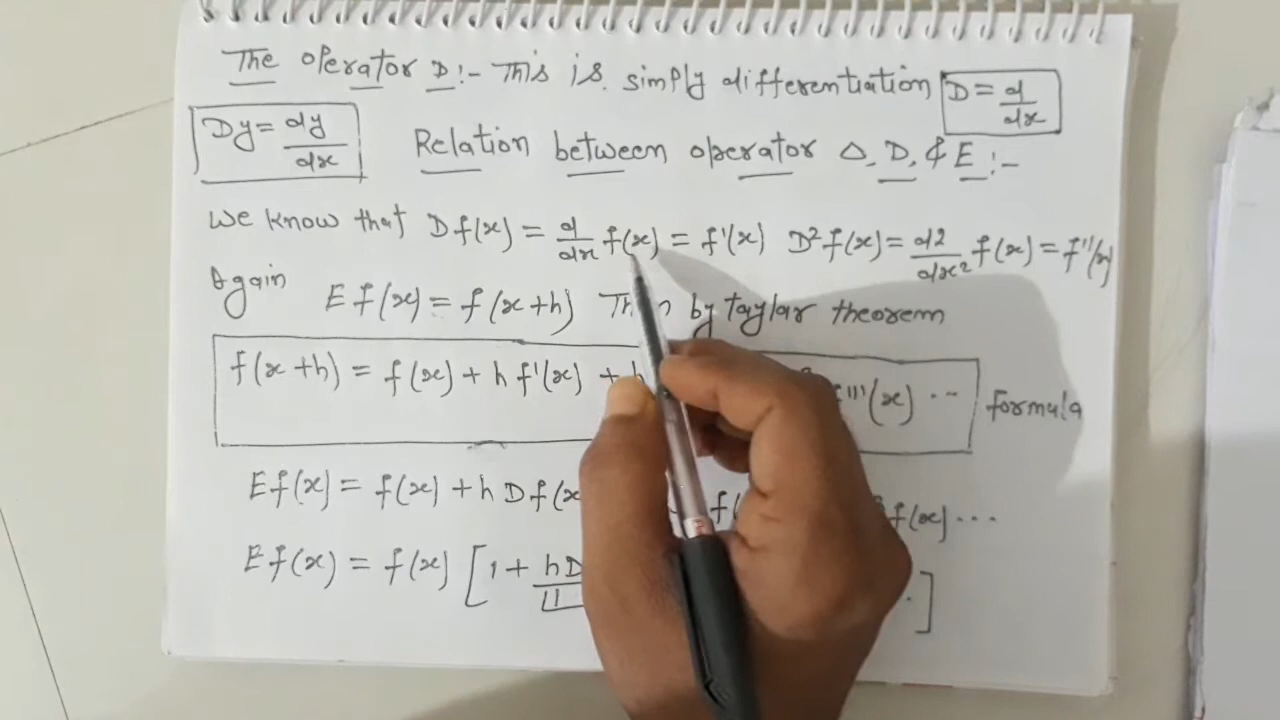 The operator D:- This is simply differentiation D = d/dx
Dy = dy/dx Relation between operator Δ, D, & E:-
We know that Df(x) = d/dx f(x) = f'(x) D²f(x) = d2/dx² f(x) = f''(x)
Again Ef(x) = f(x+h) by Taylar theorem
f(x+h) = f(x) + h f'(x) + f'''(x) ·· formula
Ef(x) = f(x) + h Df(x f(x) ···
Ef(x) = f(x) [1 + hD/⌊1 · ]